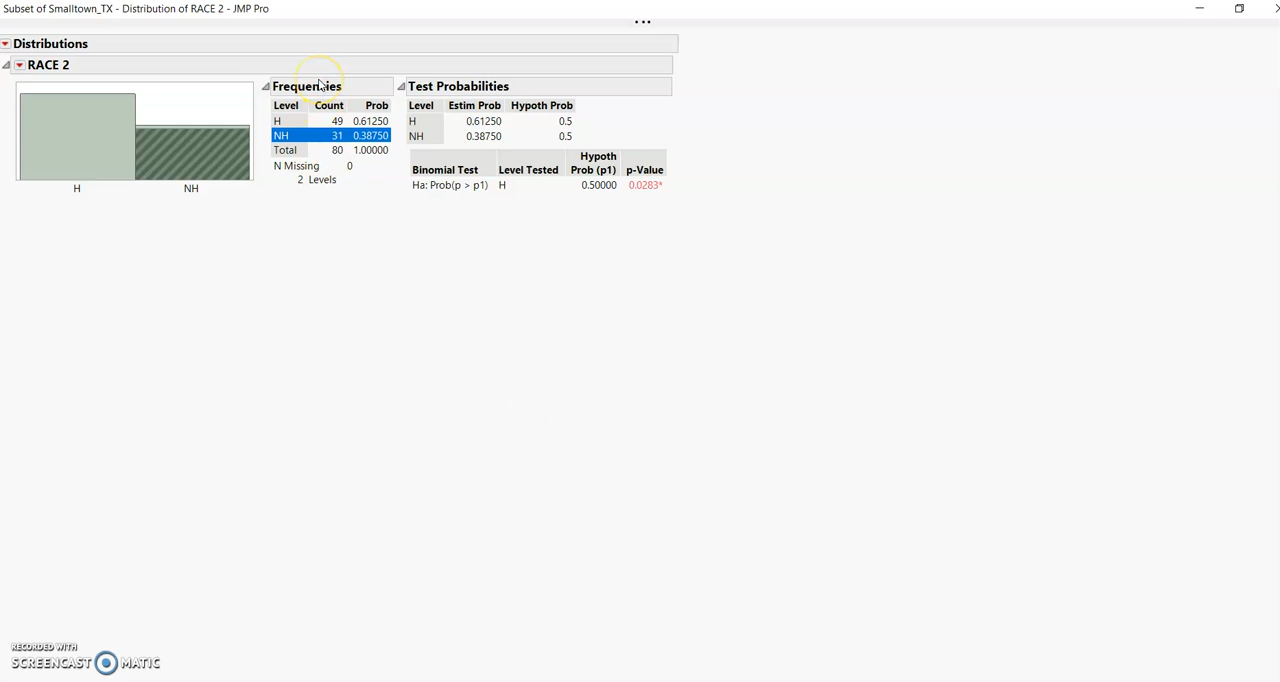 Subset of Smalltown_TX - Distribution of RACE 2 - JMP Pro
Distributions
RACE 2
H NH
Frequencies
Level Count Prob
H 49 0.61250
NH 31 0.38750
Total 80 1.00000
N Missing 0
2 Levels
Test Probabilities
Level Estim Prob Hypoth Prob
H 0.61250 0.5
NH 0.38750 0.5
Hypoth
Binomial Test Level Tested Prob (p1) p-Value
Ha: Prob(p > p1) H 0.50000 0.0283*
RECORDED WITH
SCREENCAST MATIC